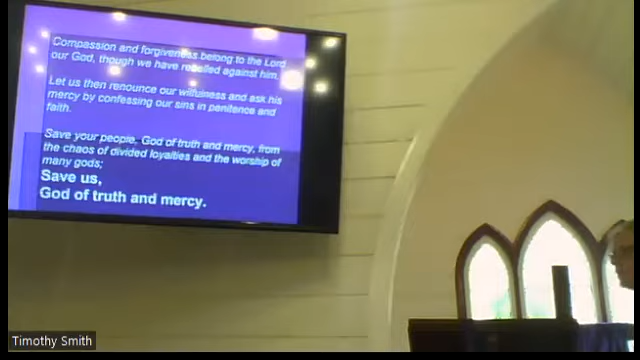 Compassion and forgiveness belong to the Lord
our God, though we have rebelled against him.
Let us then renounce our wilfulness and ask his
mercy by confessing our sins in penitence and
faith.
Save your people, God of truth and mercy, from
the chaos of divided loyalties and the worship of
many gods;
Save us,
God of truth and mercy.
Timothy Smith